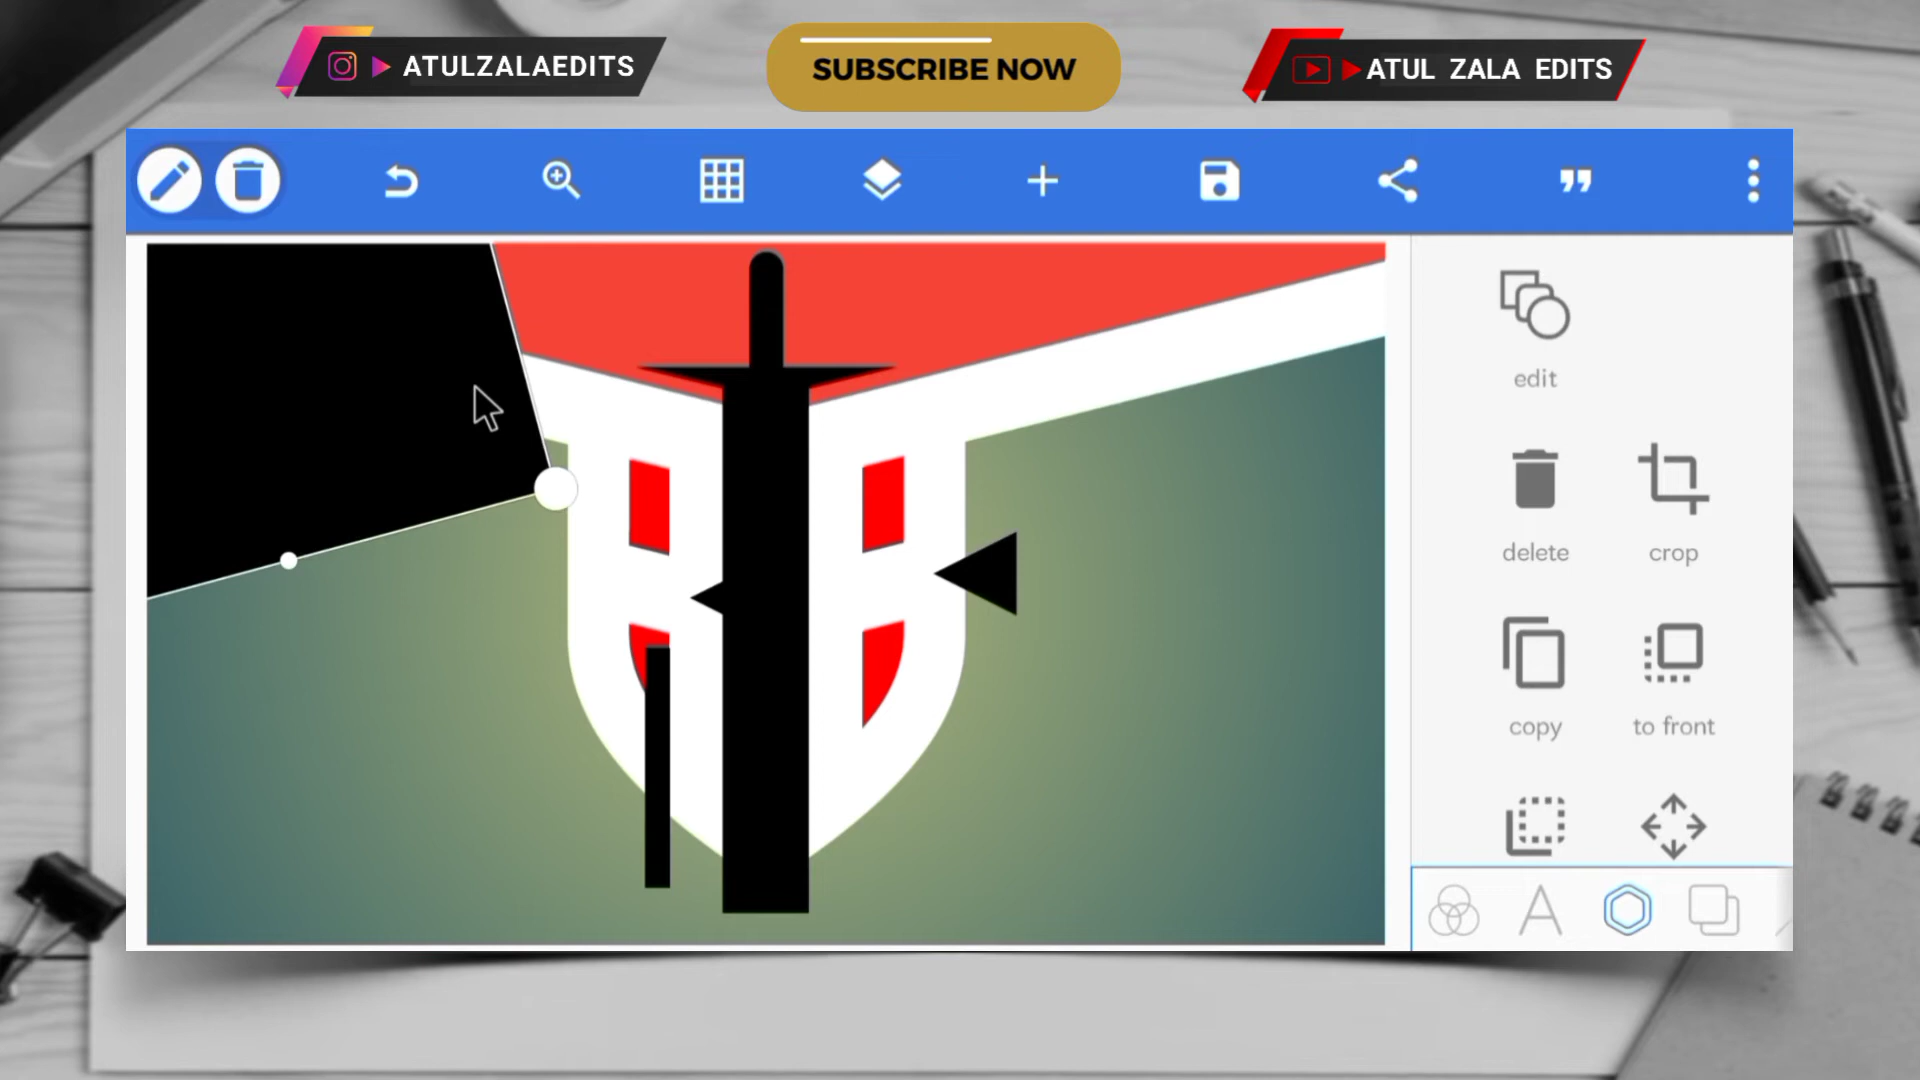 ATULZALAEDITS
SUBSCRIBE NOW
ATUL ZALA EDITS
edit
delete
crop
copy
to front